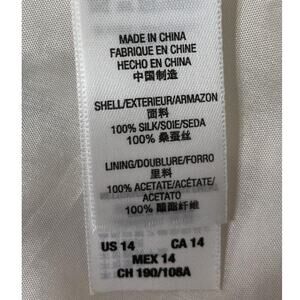 MADE IN CHINA
FABRIQUE EN CHINE
HECHO EN CHINA
中国制造
SHELL/EXTERIEUR/ARMAZON
面料
100% SILK/SOIE/SEDA
100% 桑蚕丝
LINING/DOUBLURE/FORRO
里料
100% ACETATE/ACÉTATE/
ACETATO
100% 醋酯纤维
US 14 CA 14
MEX 14
CH 190/108A